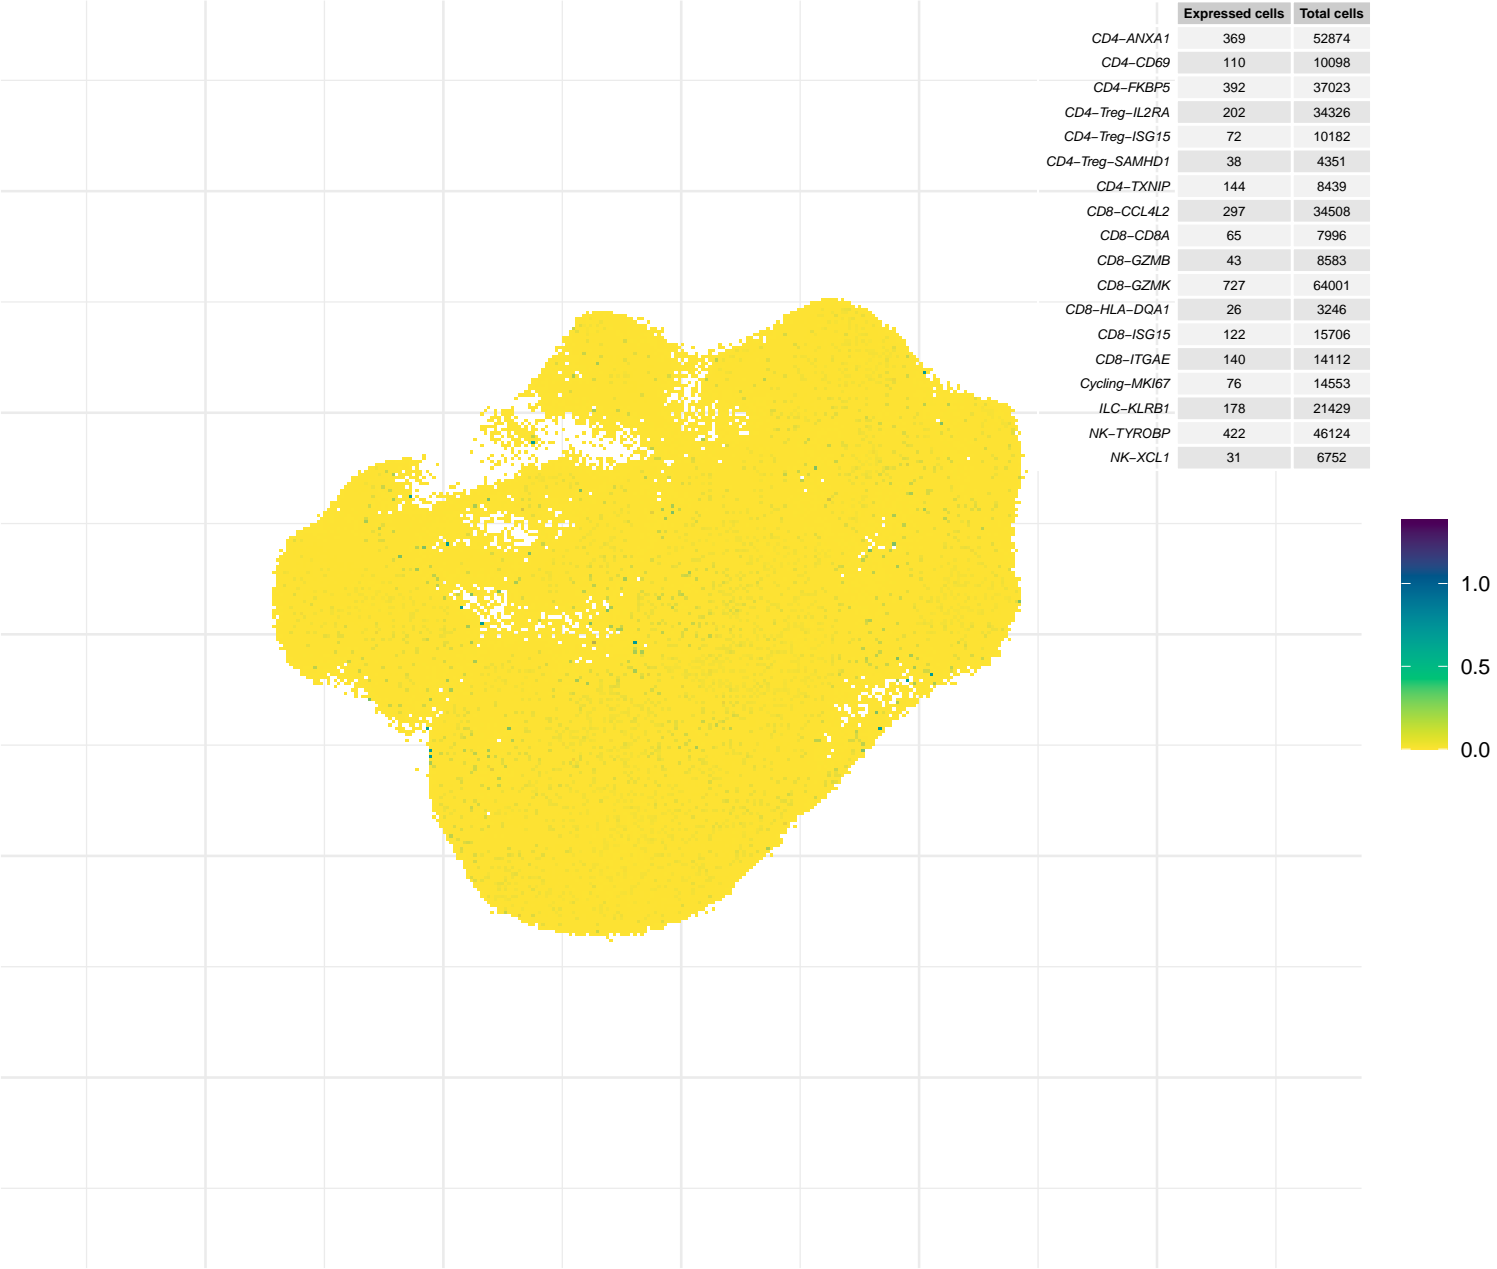 Expressed cells Total cells
CD4−ANXA1 369 52874
CD4−CD69 110 10098
CD4−FKBP5 392 37023
CD4−Treg−IL2RA 202 34326
CD4−Treg−ISG15 72 10182
CD4−Treg−SAMHD1 38 4351
CD4−TXNIP 144 8439
CD8−CCL4L2 297 34508
CD8−CD8A 65 7996
CD8−GZMB 43 8583
CD8−GZMK 727 64001
CD8−HLA−DQA1 26 3246
CD8−ISG15 122 15706
CD8−ITGAE 140 14112
Cycling−MKI67 76 14553
ILC−KLRB1 178 21429
NK−TYROBP 422 46124
NK−XCL1 31 6752
1.0
0.5
0.0